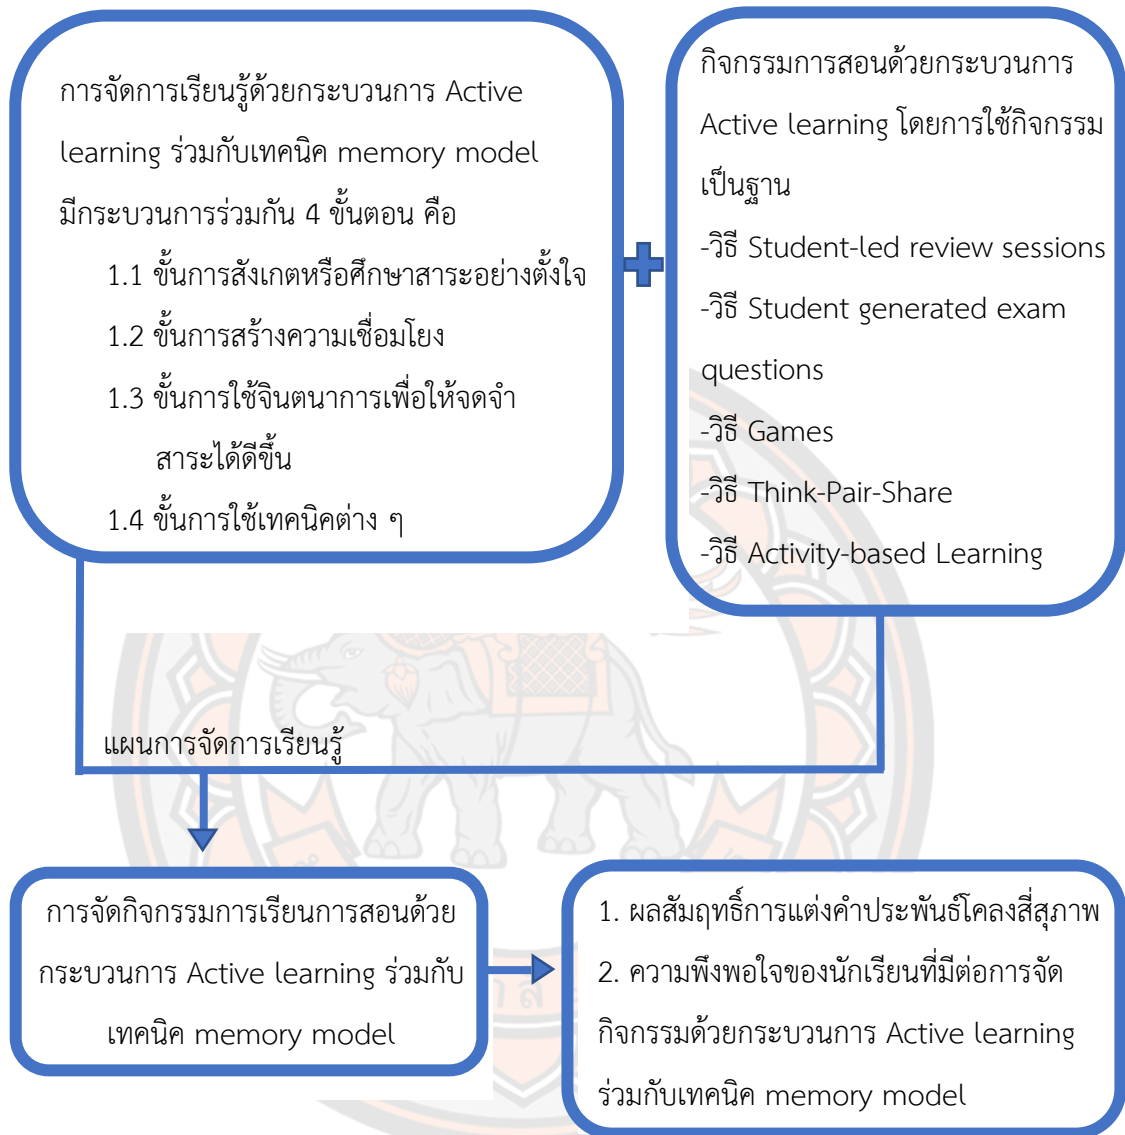 การจัดการเรียนรู้ด้วยกระบวนการ Active
learning ร่วมกับเทคนิค memory model
มีกระบวนการร่วมกัน 4 ขั้นตอน คือ
1.1 ขั้นการสังเกตหรือศึกษาสาระอย่างตั้งใจ
1.2 ขั้นการสร้างความเชื่อมโยง
1.3 ขั้นการใช้จินตนาการเพื่อให้จดจำ
สาระได้ดีขึ้น
1.4 ขั้นการใช้เทคนิคต่าง ๆ
กิจกรรมการสอนด้วยกระบวนการ
Active learning โดยการใช้กิจกรรม
เป็นฐาน
-วิธี Student-led review sessions
-วิธี Student generated exam
questions
-วิธี Games
-วิธี Think-Pair-Share
-วิธี Activity-based Learning
แผนการจัดการเรียนรู้
การจัดกิจกรรมการเรียนการสอนด้วย
กระบวนการ Active learning ร่วมกับ
เทคนิค memory model
1. ผลสัมฤทธิ์การแต่งคำประพันธ์โคลงสี่สุภาพ
2. ความพึงพอใจของนักเรียนที่มีต่อการจัด
กิจกรรมด้วยกระบวนการ Active learning
ร่วมกับเทคนิค memory model